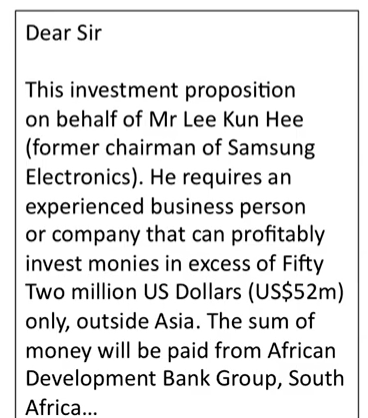 Dear Sir
This investment proposition
on behalf of Mr Lee Kun Hee
(former chairman of Samsung
Electronics). He requires an
experienced business person
or company that can profitably
invest monies in excess of Fifty
Two million US Dollars (US$52m)
only, outside Asia. The sum of
money will be paid from African
Development Bank Group, South
Africa...